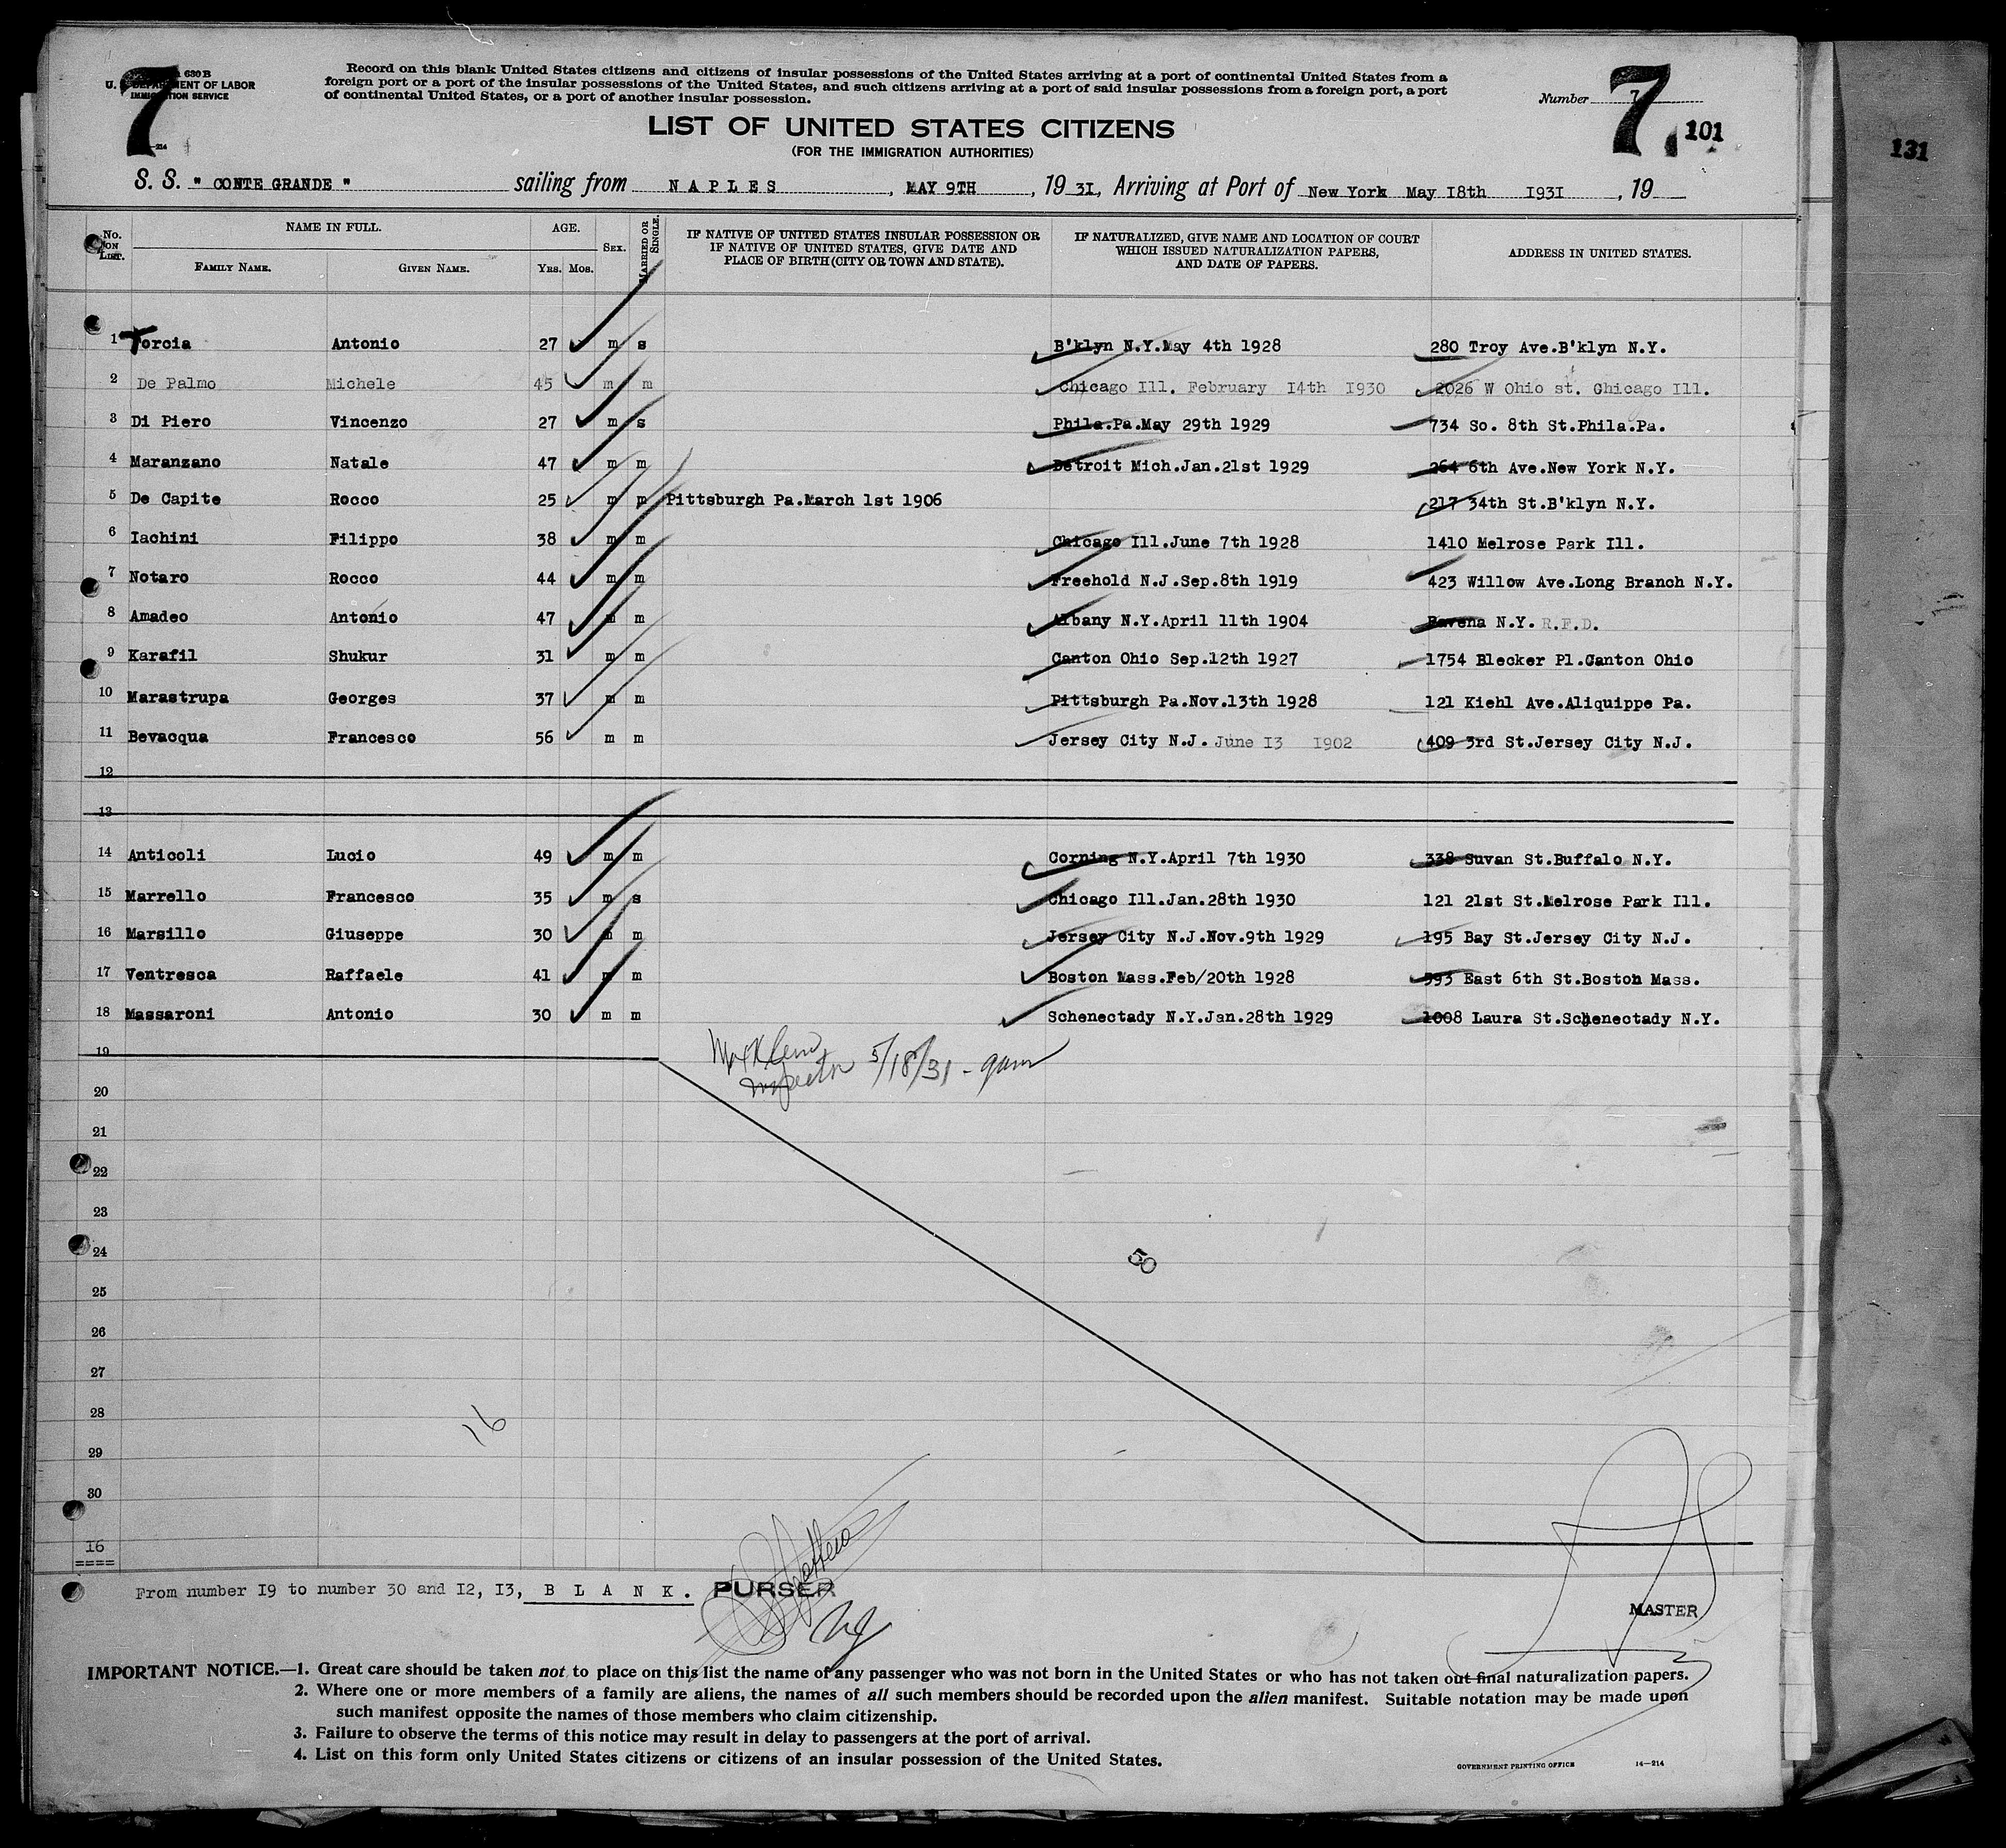 7
630 B
U. S. DEPARTMENT OF LABOR
IMMIGRATION SERVICE
Record on this blank United States citizens and citizens of insular possessions of the United States arriving at a port of continental United States from a
foreign port or a port of the insular possessions of the United States, and such citizens arriving at a port of said insular possessions from a foreign port, a port
of continental United States, or a port of another insular possession.
Number 7
7
101
131
LIST OF UNITED STATES CITIZENS
(FOR THE IMMIGRATION AUTHORITIES)
S. S. " CONTE GRANDE " sailing from NAPLES, MAY 9TH, 19 31, Arriving at Port of New York May 18th 1931, 19
No. ON LIST. NAME IN FULL. AGE. SEX. MARRIED OR SINGLE. IF NATIVE OF UNITED STATES INSULAR POSSESSION OR IF NATIVE OF UNITED STATES, GIVE DATE AND PLACE OF BIRTH (CITY OR TOWN AND STATE). IF NATURALIZED, GIVE NAME AND LOCATION OF COURT WHICH ISSUED NATURALIZATION PAPERS, AND DATE OF PAPERS. ADDRESS IN UNITED STATES.
FAMILY NAME. GIVEN NAME. YRS. MOS.
1 Torcia Antonio 27 m s B'klyn N.Y.May 4th 1928 280 Troy Ave.B'klyn N.Y.
2 De Palmo Michele 45 m m Chicago Ill. February 14th 1930 2026 W Ohio st. Chicago Ill.
3 Di Piero Vincenzo 27 m s Phila.Pa.May 29th 1929 734 So. 8th St.Phila.Pa.
4 Maranzano Natale 47 m m Detroit Mich.Jan.21st 1929 264 6th Ave.New York N.Y.
5 De Capite Rocco 25 m m Pittsburgh Pa.March 1st 1906 217 34th St.B'klyn N.Y.
6 Iachini Filippo 38 m m Chicago Ill.June 7th 1928 1410 Melrose Park Ill.
7 Notaro Rocco 44 m m Freehold N.J.Sep.8th 1919 423 Willow Ave.Long Branch N.Y.
8 Amadeo Antonio 47 m m Albany N.Y.April 11th 1904 Ravena N.Y. R.F.D.
9 Karafil Shukur 31 m m Canton Ohio Sep.12th 1927 1754 Blecker Pl.Canton Ohio
10 Marastrupa Georges 37 m m Pittsburgh Pa.Nov.13th 1928 121 Kiehl Ave.Aliquippe Pa.
11 Bevacqua Francesco 56 m m Jersey City N.J. June 13 1902 409 3rd St.Jersey City N.J.
12
13
14 Anticoli Lucio 49 m m Corning N.Y.April 7th 1930 338 Suvan St.Buffalo N.Y.
15 Marrello Francesco 35 m s Chicago Ill.Jan.28th 1930 121 21st St.Melrose Park Ill.
16 Marsillo Giuseppe 30 m m Jersey City N.J.Nov.9th 1929 195 Bay St.Jersey City N.J.
17 Ventresca Raffaele 41 m m Boston Mass.Feb/20th 1928 593 East 6th St.Boston Mass.
18 Massaroni Antonio 30 m m Schenectady N.Y.Jan.28th 1929 1008 Laura St.Schenectady N.Y.
19
Inspector 5/18/31 -
20
21
22
23
24
50
25
26
27
28
16
29
30
16
====
From number 19 to number 30 and 12, 13, B L A N K. PURSER
MASTER
IMPORTANT NOTICE.—1. Great care should be taken not to place on this list the name of any passenger who was not born in the United States or who has not taken out final naturalization papers.
2. Where one or more members of a family are aliens, the names of all such members should be recorded upon the alien manifest. Suitable notation may be made upon
such manifest opposite the names of those members who claim citizenship.
3. Failure to observe the terms of this notice may result in delay to passengers at the port of arrival.
4. List on this form only United States citizens or citizens of an insular possession of the United States.
GOVERNMENT PRINTING OFFICE 14—214